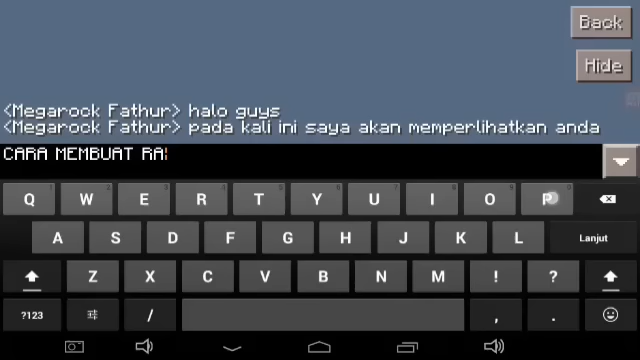 Back
Hide
<Megarock Fathur> halo guys
<Megarock Fathur> pada kali ini saya akan memperlihatkan anda
CARA MEMBUAT RA
Q W E R T Y U I O P
A S D F G H J K L Lanjut
Z X C V B N M ! ?
?123 / , .